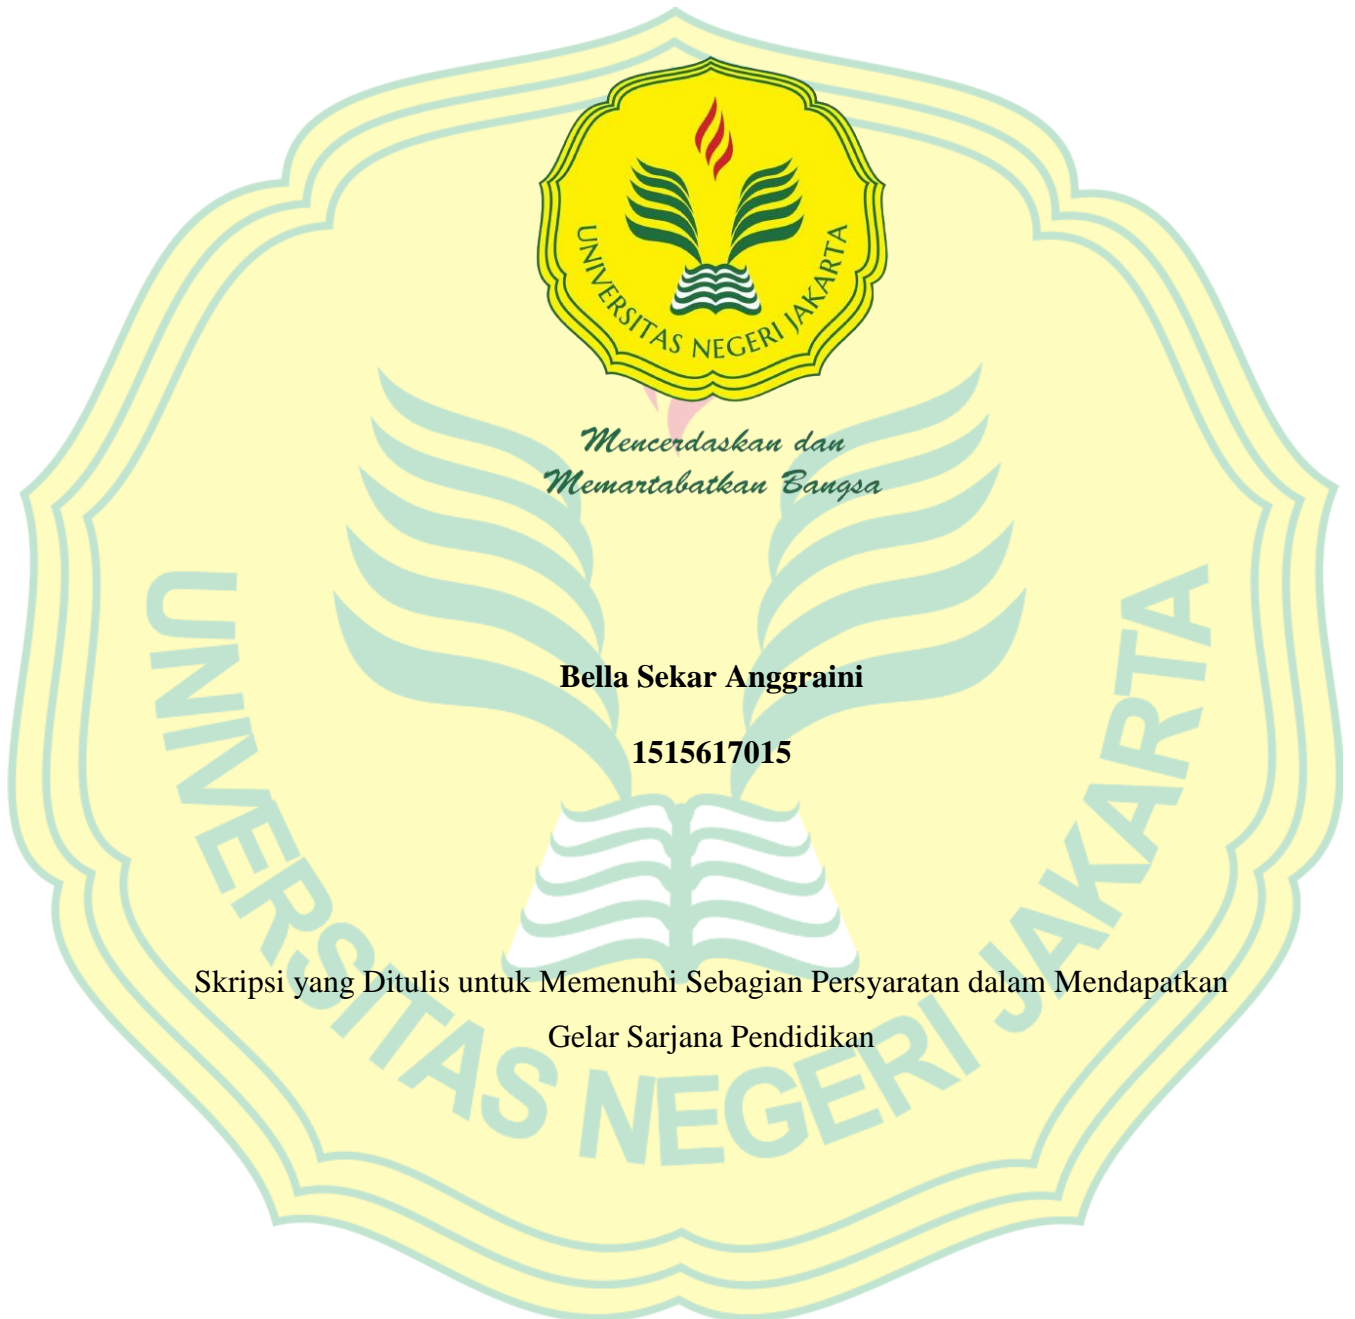 UNIVERSITAS NEGERI JAKARTA
Mencerdaskan dan
Memartabatkan Bangsa
Bella Sekar Anggraini
1515617015
Skripsi yang Ditulis untuk Memenuhi Sebagian Persyaratan dalam Mendapatkan
Gelar Sarjana Pendidikan
UNIVERSITAS NEGERI JAKARTA